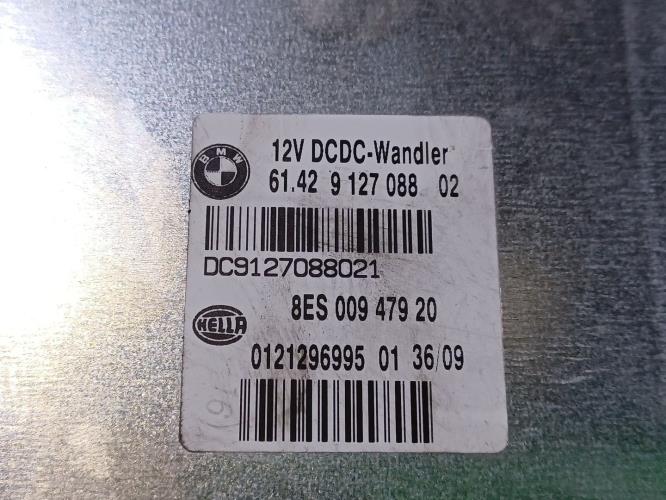 BMW
12V DCDC-Wandler
61.42 9 127 088 02
DC9127088021
8ES 009 479 20
HELLA
0121296995 01 36/09